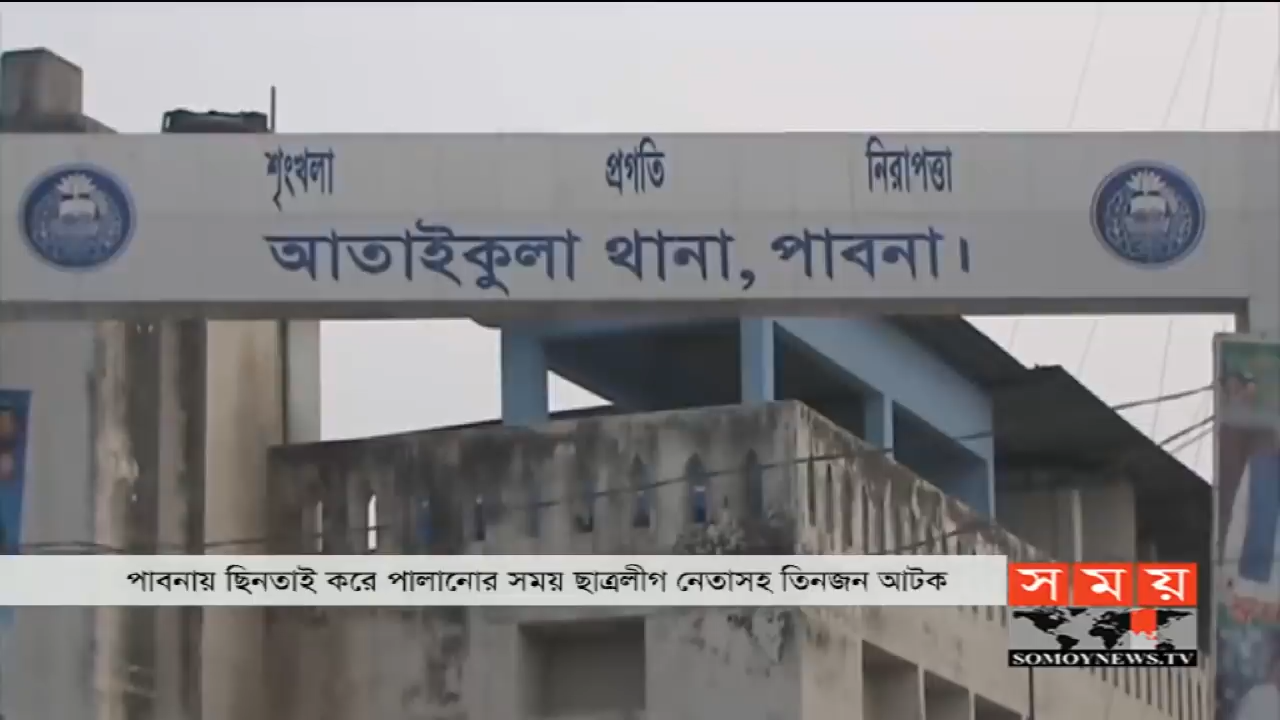 শৃংখলা প্রগতি নিরাপত্তা
আতাইকুলা থানা, পাবনা।
পাবনায় ছিনতাই করে পালানোর সময় ছাত্রলীগ নেতাসহ তিনজন আটক
সময়
SOMOYNEWS.TV